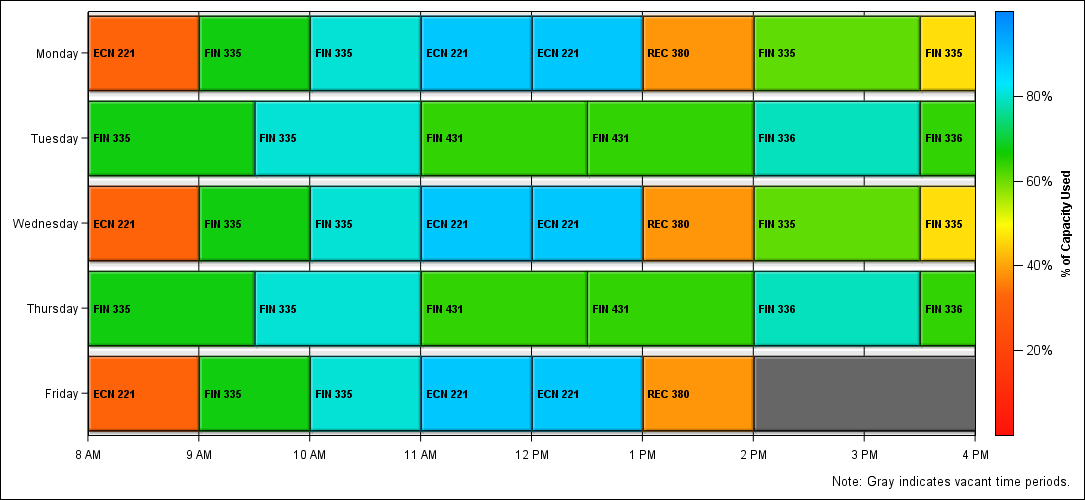 Monday
ECN 221 FIN 335 FIN 335 ECN 221 ECN 221 REC 380 FIN 335 FIN 335
Tuesday
FIN 335 FIN 335 FIN 431 FIN 431 FIN 336 FIN 336
Wednesday
ECN 221 FIN 335 FIN 335 ECN 221 ECN 221 REC 380 FIN 335 FIN 335
Thursday
FIN 335 FIN 335 FIN 431 FIN 431 FIN 336 FIN 336
Friday
ECN 221 FIN 335 FIN 335 ECN 221 ECN 221 REC 380
8 AM 9 AM 10 AM 11 AM 12 PM 1 PM 2 PM 3 PM 4 PM
80%
60%
40%
20%
% of Capacity Used
Note: Gray indicates vacant time periods.